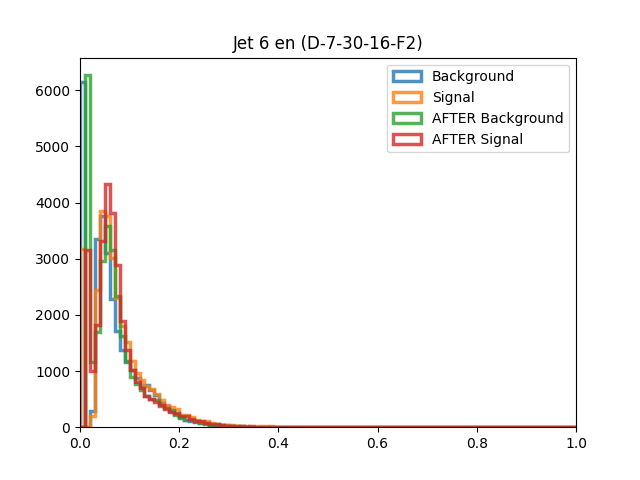 Jet 6 en (D-7-30-16-F2)
Background
Signal
AFTER Background
AFTER Signal
6000
5000
4000
3000
2000
1000
0
0.0 0.2 0.4 0.6 0.8 1.0